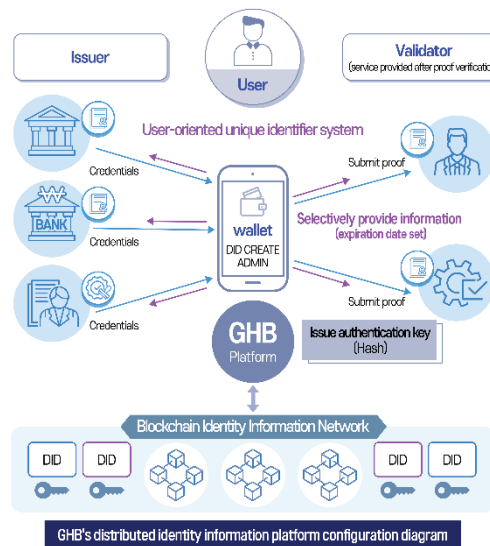 Issuer
User
Validator
(service provided after proof verification
User-oriented unique identifier system
Credentials
Submit proof
₩
BANK
Credentials
wallet
DID CREATE
ADMIN
Selectively provide information
(expiration date set)
Credentials
Submit proof
GHB
Platform
Issue authentication key
(Hash)
Blockchain Identity Information Network
DID
DID
DID
DID
GHB's distributed identity information platform configuration diagram